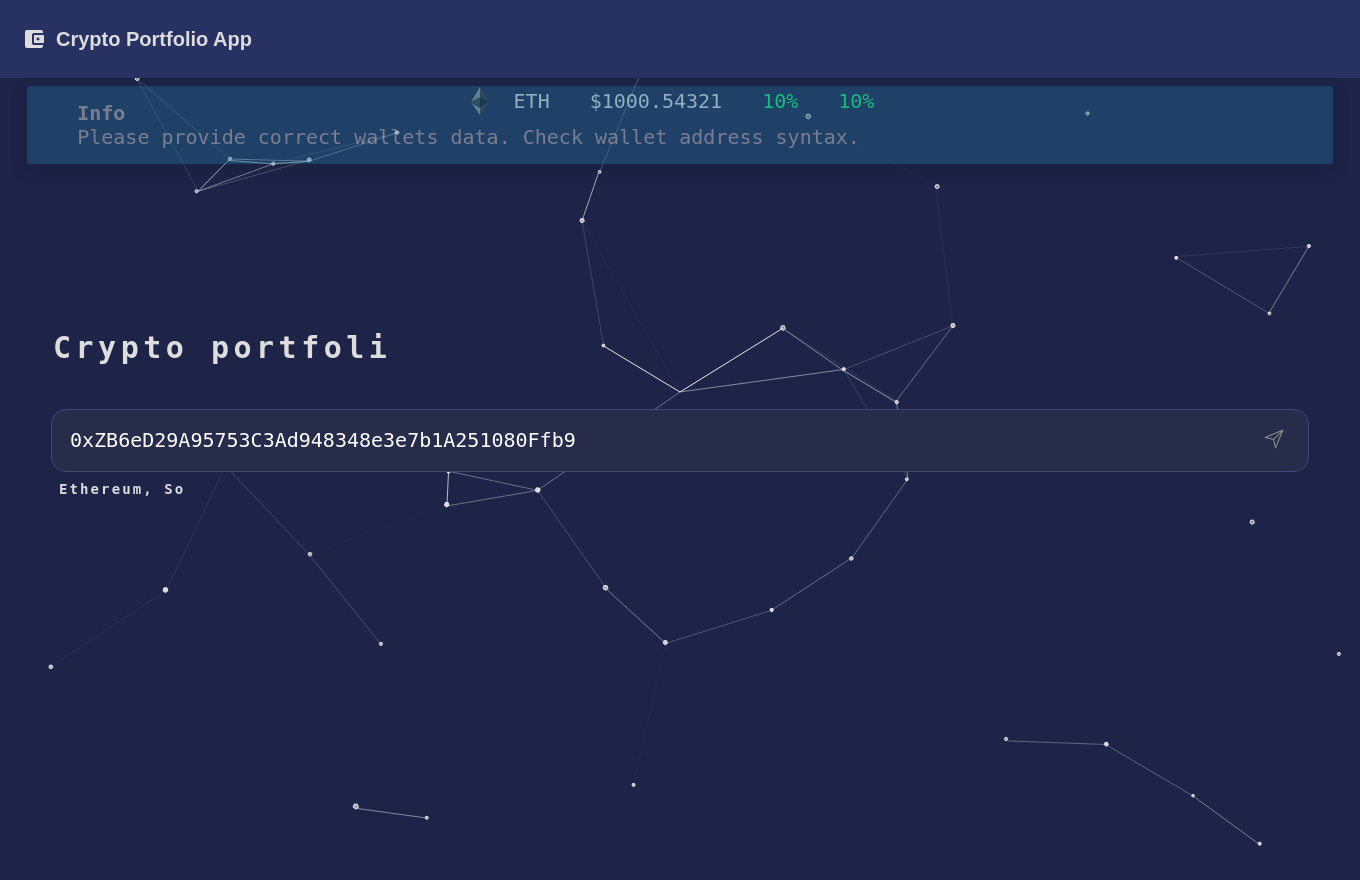 Crypto Portfolio App
ETH $1000.54321 10% 10%
Info
Please provide correct wallets data. Check wallet address syntax.
Crypto portfoli
0xZB6eD29A95753C3Ad948348e3e7b1A251080Ffb9
Ethereum, So